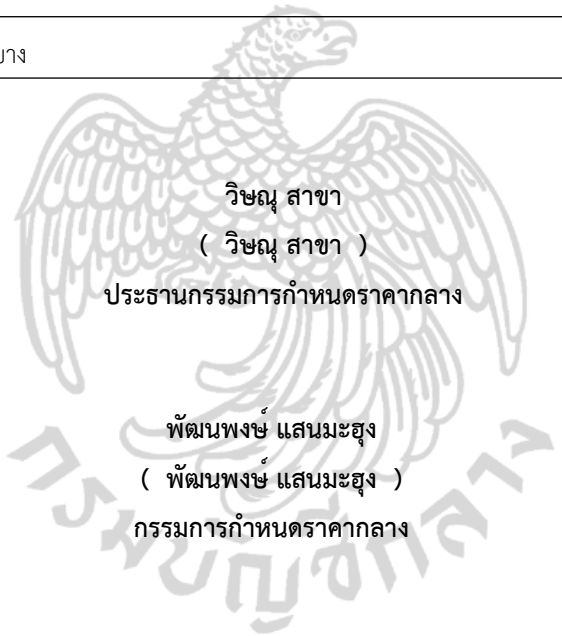 วิษณุ สาขา
( วิษณุ สาขา )
ประธานกรรมการกำหนดราคากลาง
พัฒนพงษ์ แสนมะฮุง
( พัฒนพงษ์ แสนมะฮุง )
กรรมการกำหนดราคากลาง
กรมบัญชีกลาง